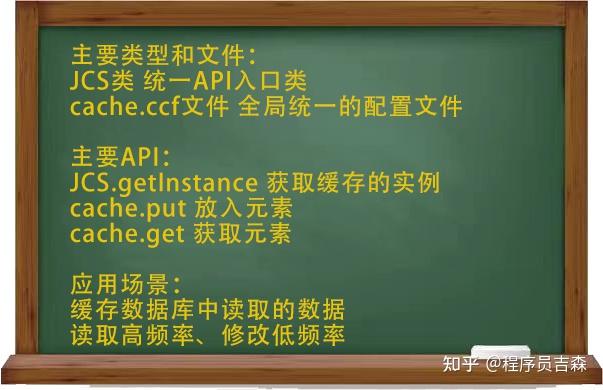 主要类型和文件：
JCS类 统一API入口类
cache.ccf文件 全局统一的配置文件
主要API：
JCS.getInstance 获取缓存的实例
cache.put 放入元素
cache.get 获取元素
应用场景：
缓存数据库中读取的数据
读取高频率、修改低频率
知乎 @程序员吉森